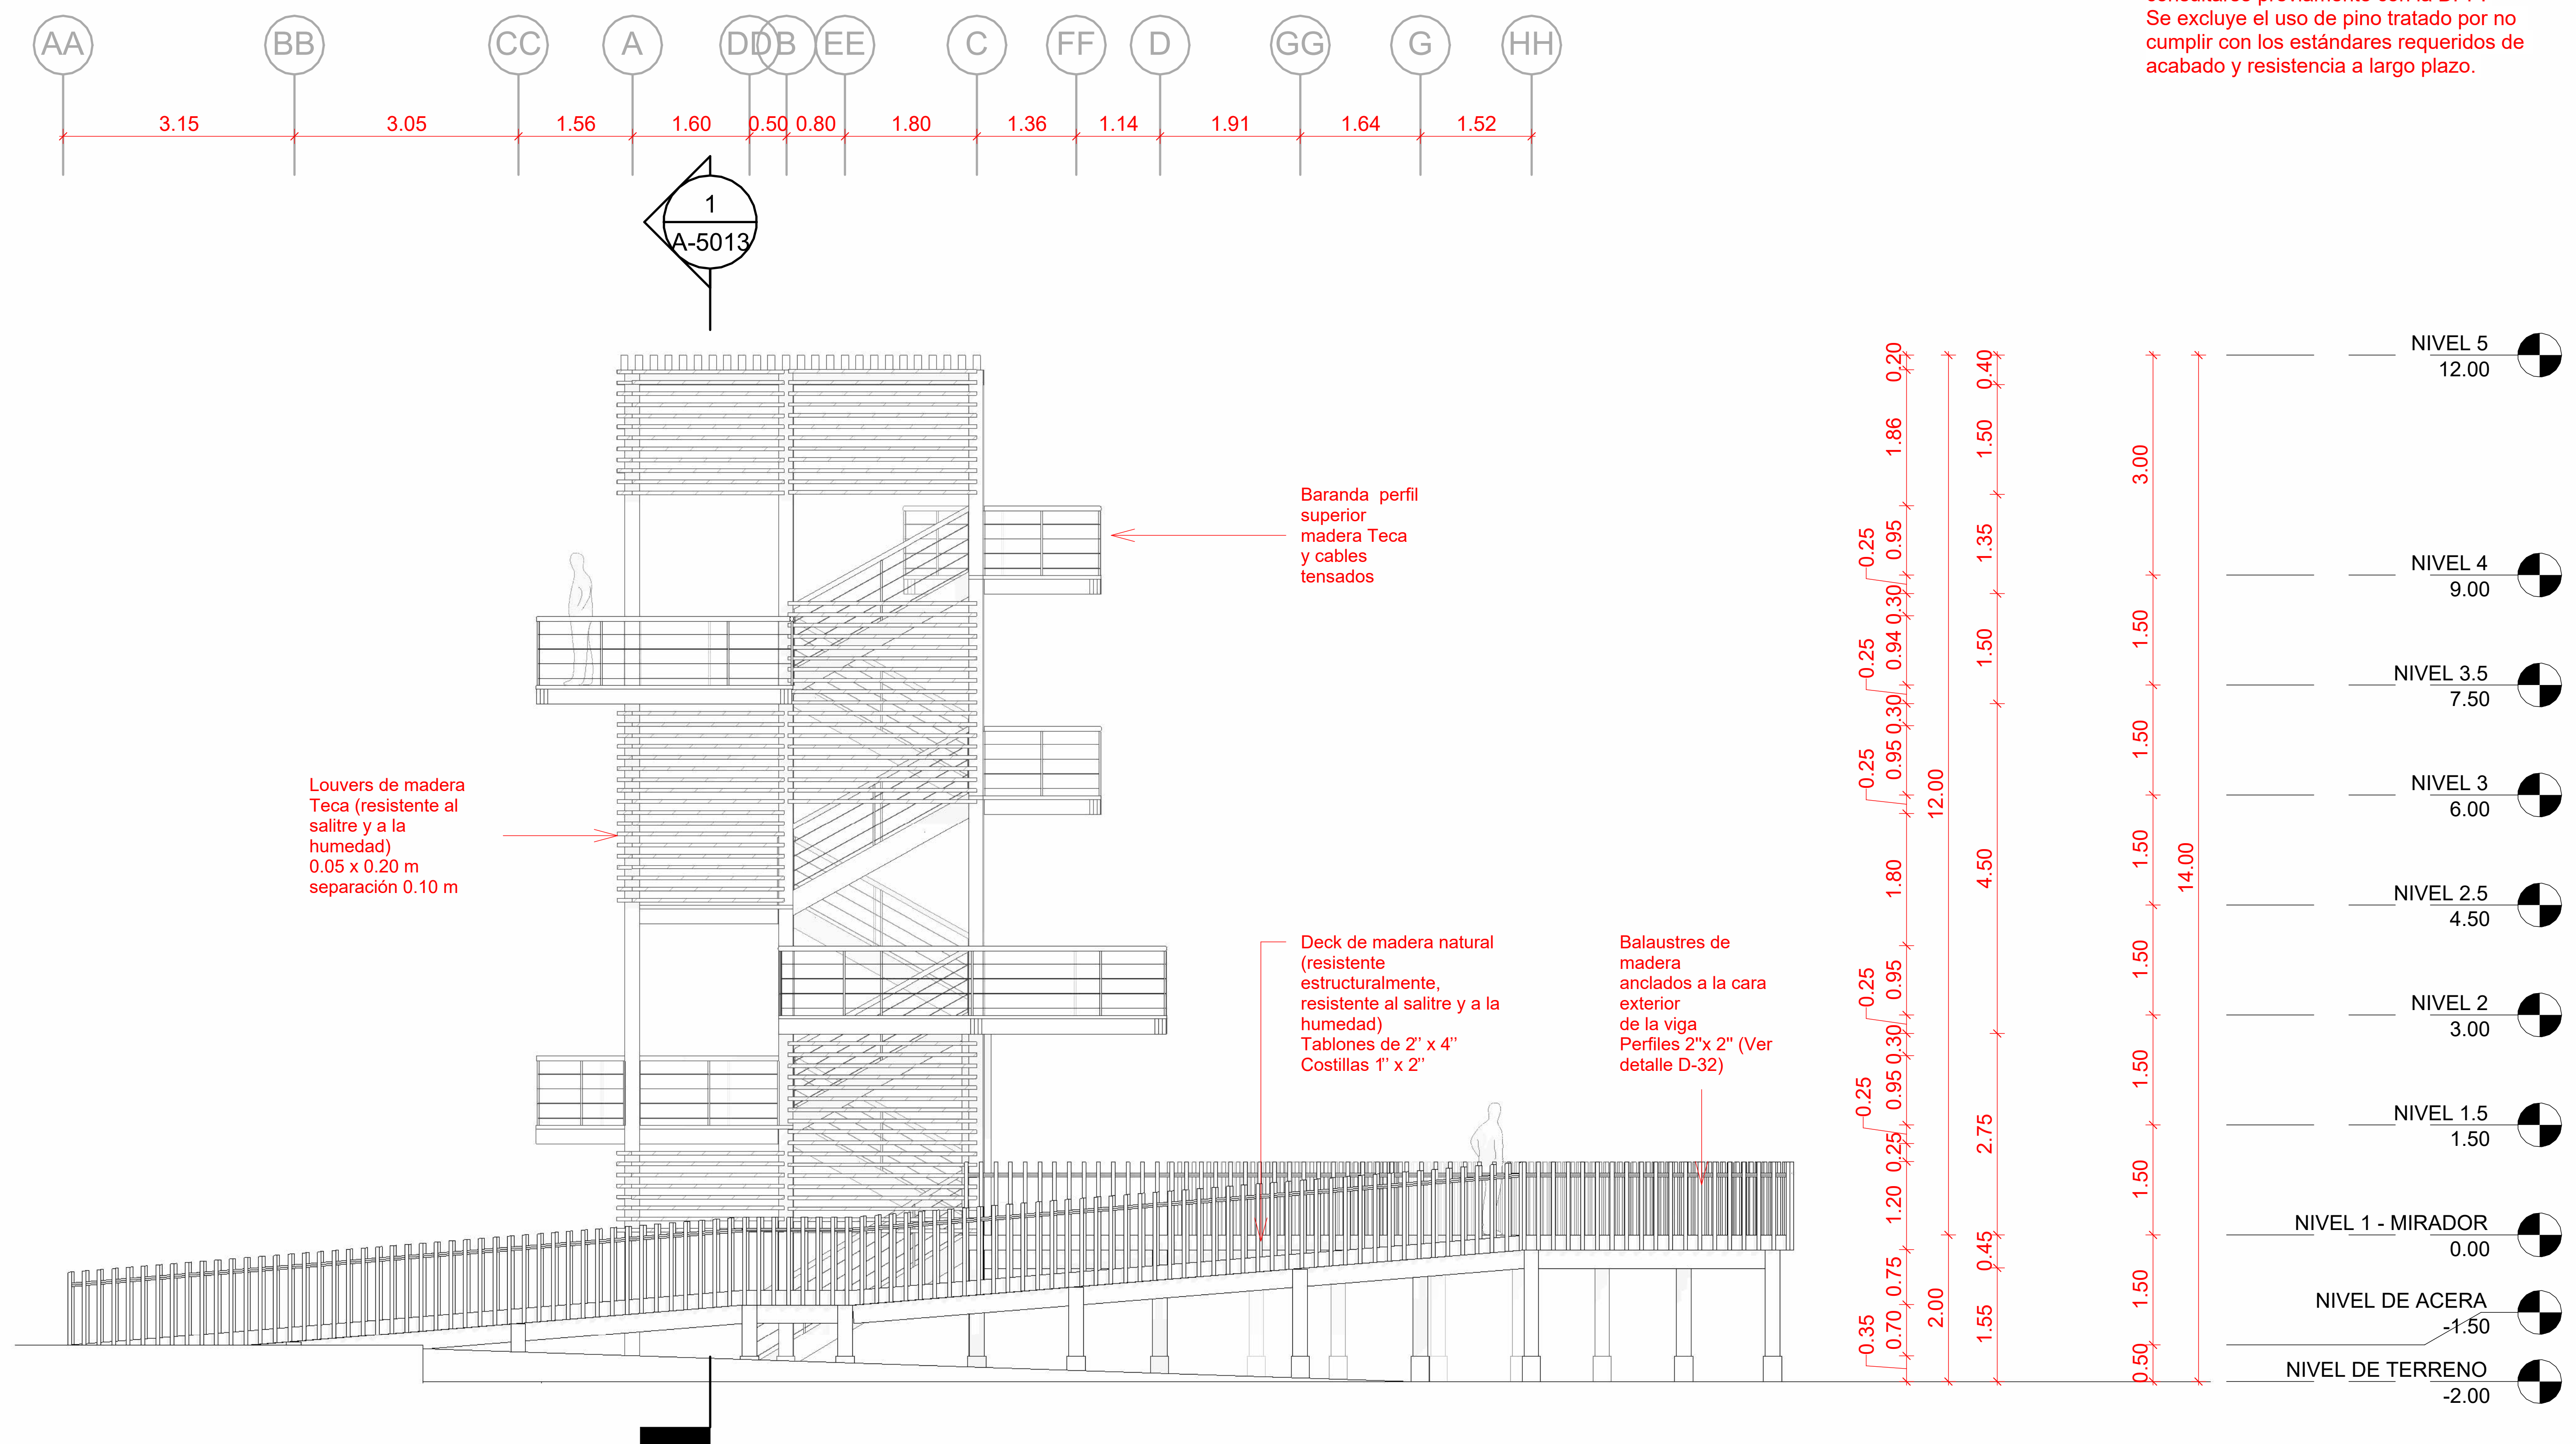 consultarse previamente con la
Se excluye el uso de pino tratado por no
cumplir con los estándares requeridos de
acabado y resistencia a largo plazo.
AA
BB
CC
A
DD
B
EE
C
FF
D
GG
G
HH
3.15
3.05
1.56
1.60
0.50
0.80
1.80
1.36
1.14
1.91
1.64
1.52
1
A-5013
Baranda perfil
superior
madera Teca
y cables
tensados
Louvers de madera
Teca (resistente al
salitre y a la
humedad)
0.05 x 0.20 m
separación 0.10 m
Deck de madera natural
(resistente
estructuralmente,
resistente al salitre y a la
humedad)
Tablones de 2’’ x 4’’
Costillas 1’’ x 2’’
Balaustres de
madera
anclados a la cara
exterior
de la viga
Perfiles 2"x 2" (Ver
detalle D-32)
0.25
0.25
0.25
0.25
0.25
0.35
0.20
1.86
0.95
0.30
0.94
0.30
0.95
1.80
0.95
0.30
0.95
0.25
1.20
0.75
0.70
12.00
2.00
0.40
1.50
1.35
1.50
4.50
2.75
0.45
1.55
3.00
1.50
1.50
1.50
1.50
1.50
1.50
1.50
0.50
14.00
NIVEL 5
12.00
NIVEL 4
9.00
NIVEL 3.5
7.50
NIVEL 3
6.00
NIVEL 2.5
4.50
NIVEL 2
3.00
NIVEL 1.5
1.50
NIVEL 1 - MIRADOR
0.00
NIVEL DE ACERA
-1.50
NIVEL DE TERRENO
-2.00